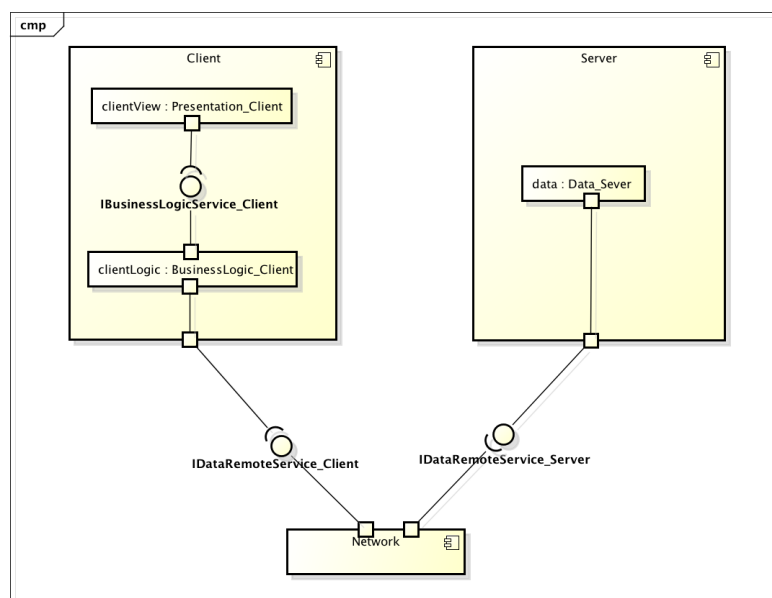 cmp
Client
Server
clientView : Presentation_Client
data : Data_Sever
IBusinessLogicService_Client
clientLogic : BusinessLogic_Client
IDataRemoteService_Client
IDataRemoteService_Server
Network